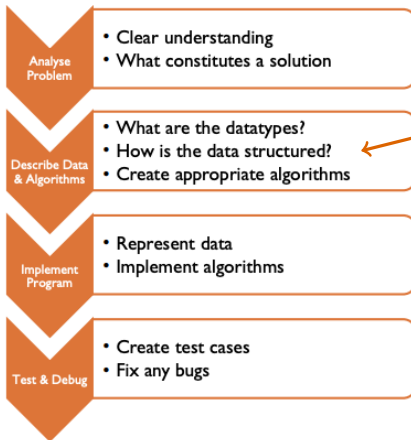 Analyse
Problem
• Clear understanding
• What constitutes a solution
Describe Data
& Algorithms
• What are the datatypes?
• How is the data structured?
• Create appropriate algorithms
Implement
Program
• Represent data
• Implement algorithms
Test & Debug
• Create test cases
• Fix any bugs